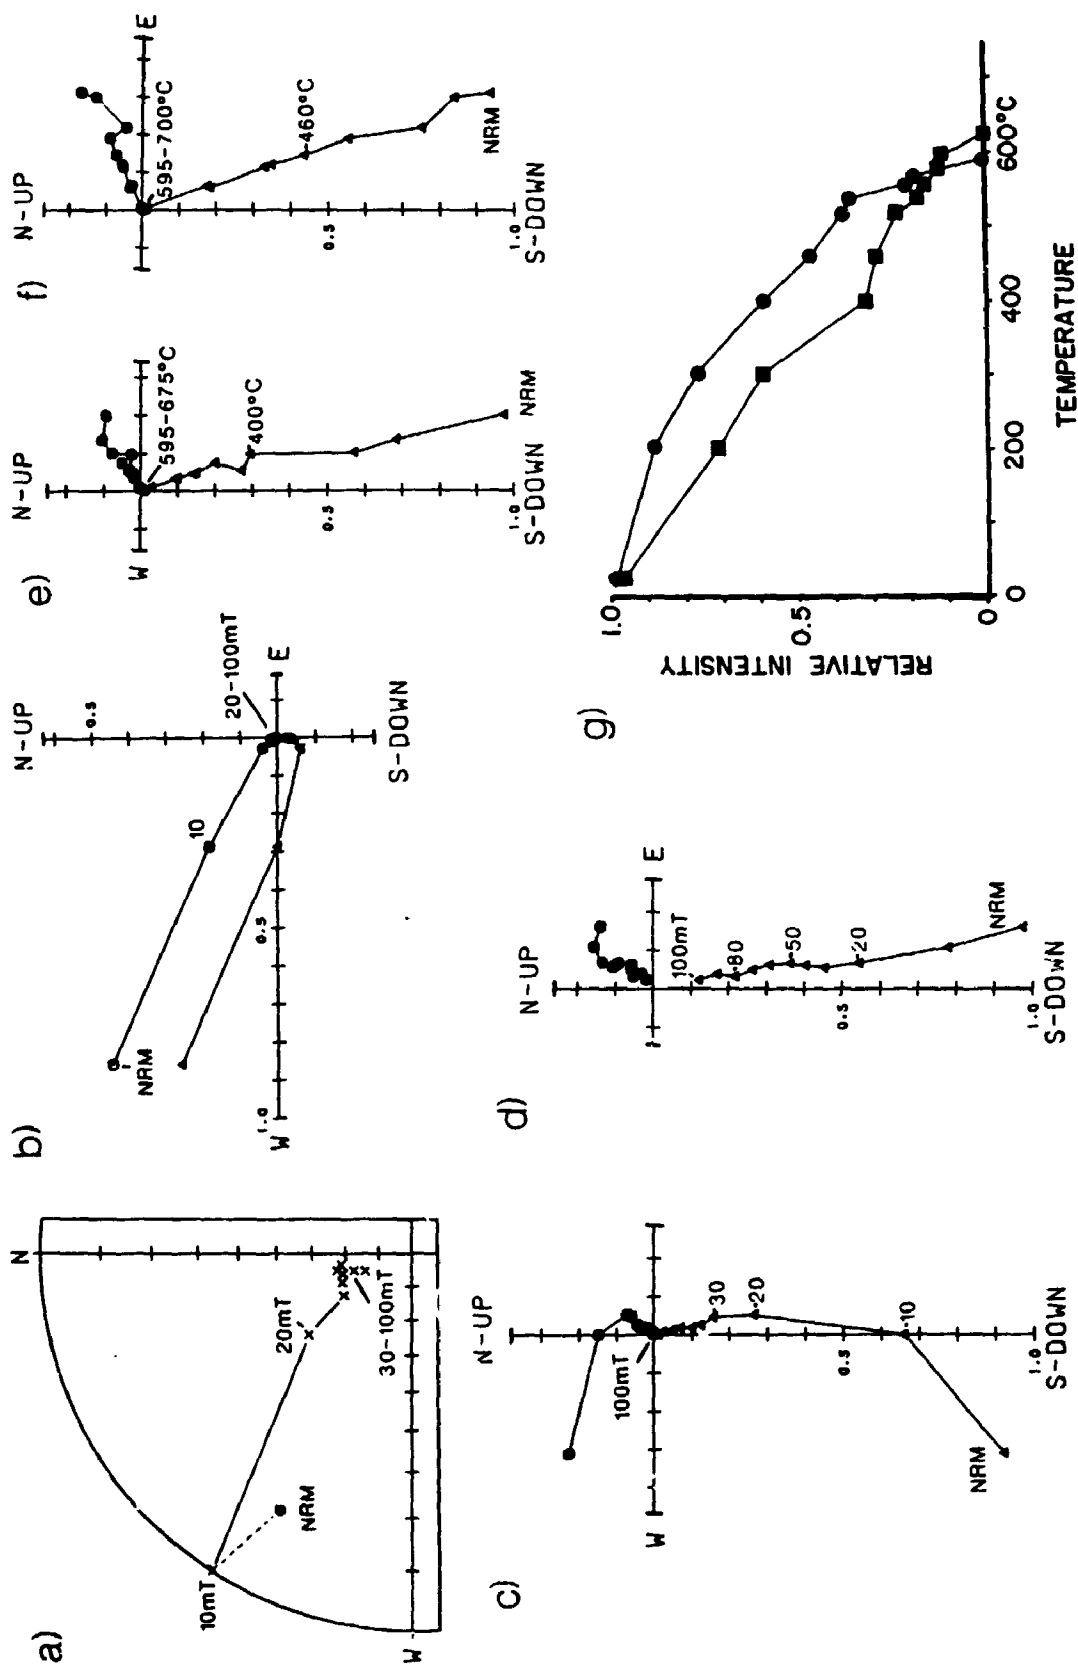 a)
N
10mT
20mT
NRM
30-100mT
W
b)
N-UP
0.5
20-100mT
10
NRM
E
W
1.0
0.5
S-DOWN
c)
N-UP
100mT
W
30
20
0.5
10
NRM
1.0
S-DOWN
d)
N-UP
100mT
E
80
50
0.5
20
NRM
1.0
S-DOWN
e)
N-UP
W
595-675°C
400°C
0.5
NRM
1.0
S-DOWN
f)
N-UP
E
595-700°C
460°C
0.5
NRM
1.0
S-DOWN
g)
1.0
0.5
0
RELATIVE INTENSITY
0
200
400
600°C
TEMPERATURE